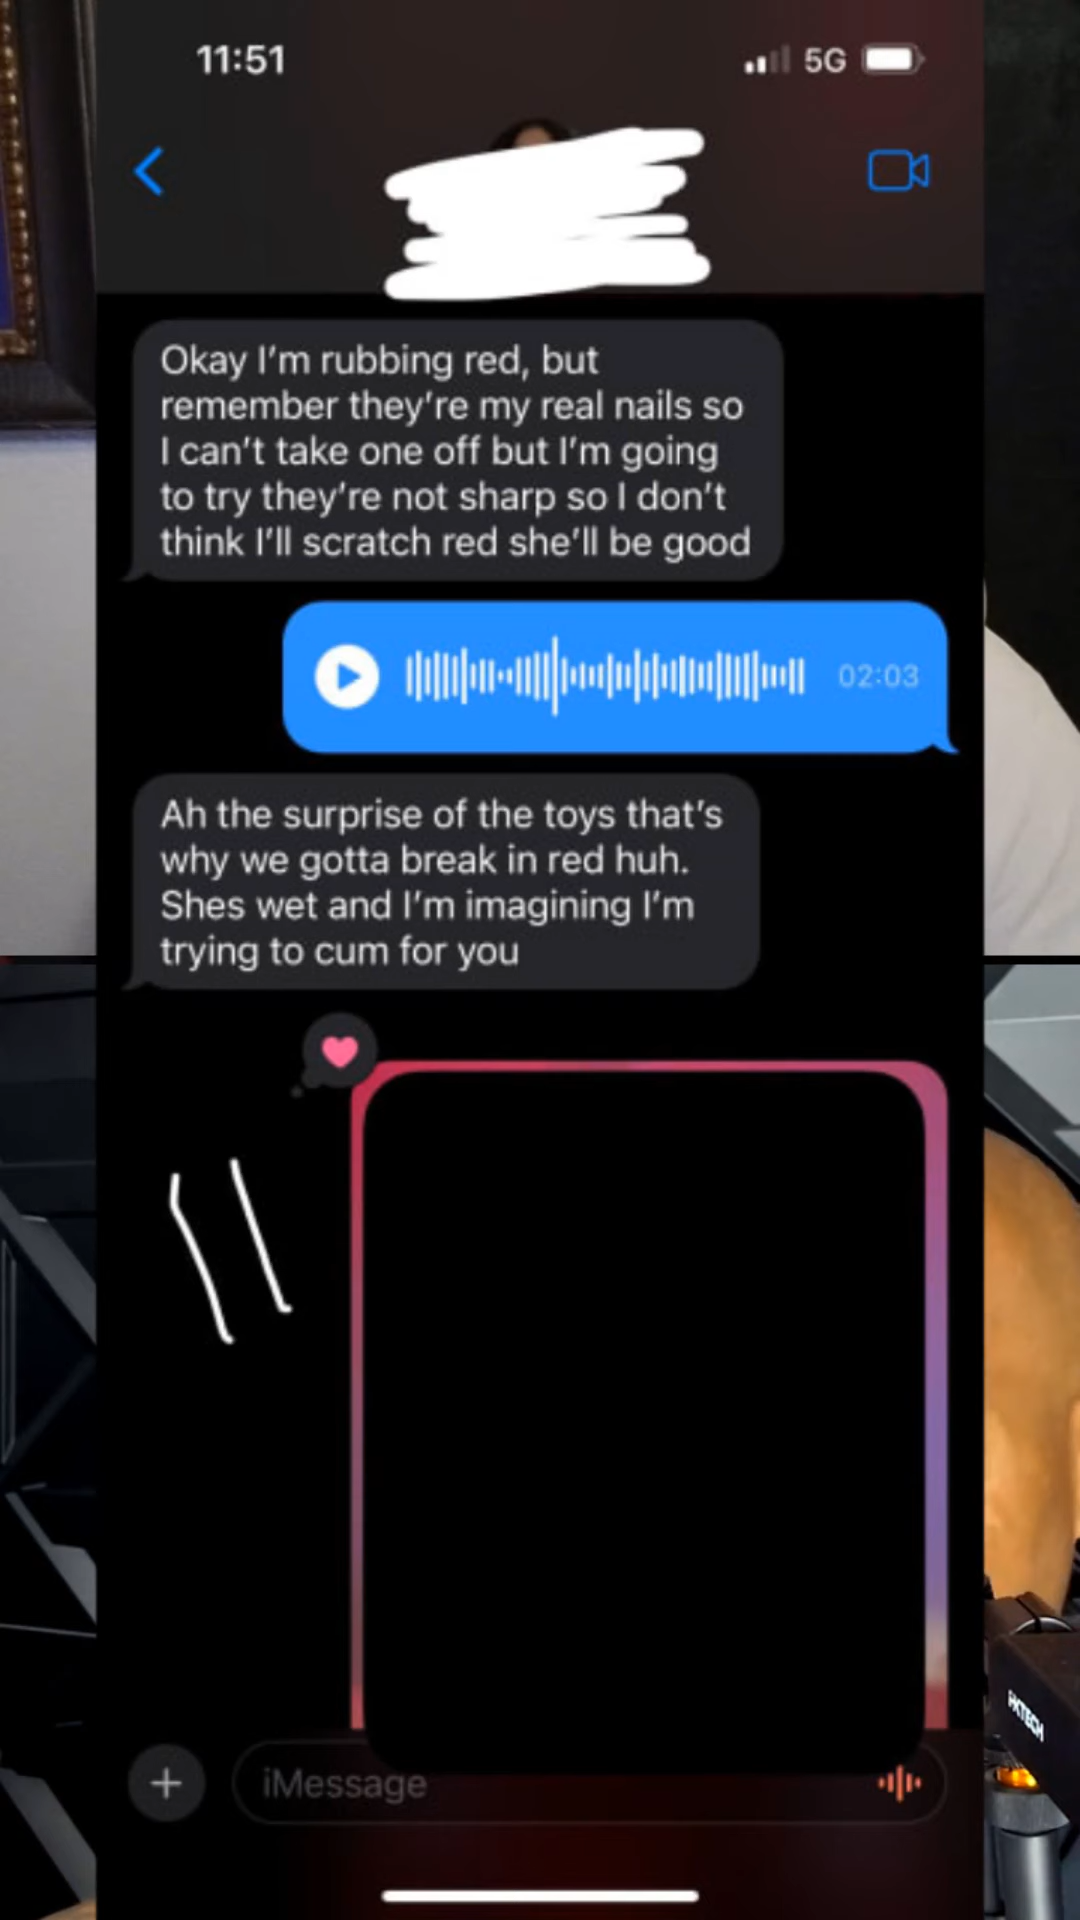 11:51
5G
Okay I'm rubbing red, but
remember they're my real nails so
I can't take one off but I'm going
to try they're not sharp so I don't
think I'll scratch red she'll be good
02:03
Ah the surprise of the toys that's
why we gotta break in red huh.
Shes wet and I'm imagining I'm
trying to cum for you
iMessage